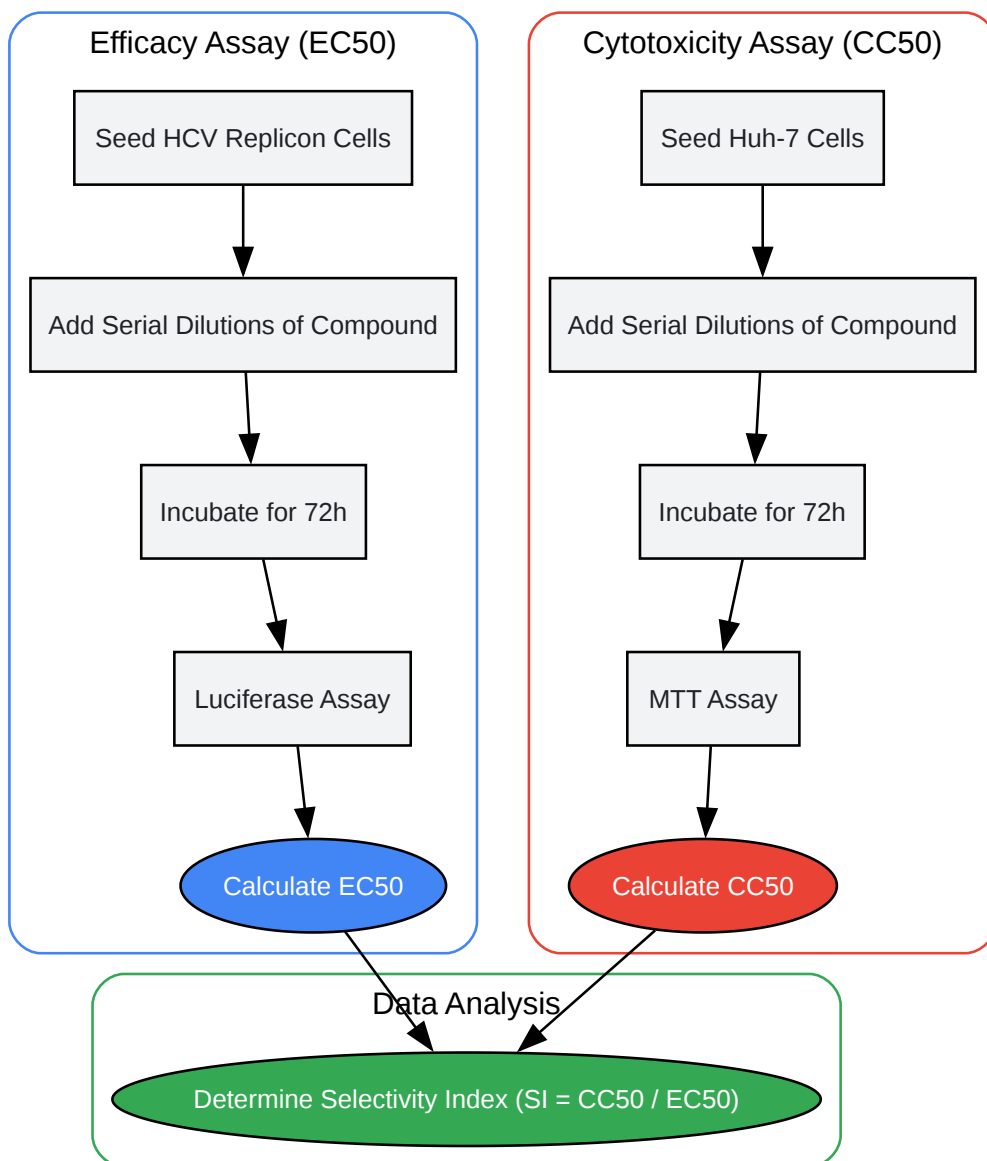 Efficacy Assay (EC50)
Seed HCV Replicon Cells
Add Serial Dilutions of Compound
Incubate for 72h
Luciferase Assay
Calculate EC50
Cytotoxicity Assay (CC50)
Seed Huh-7 Cells
Add Serial Dilutions of Compound
Incubate for 72h
MTT Assay
Calculate CC50
Data Analysis
Determine Selectivity Index (SI = CC50 / EC50)